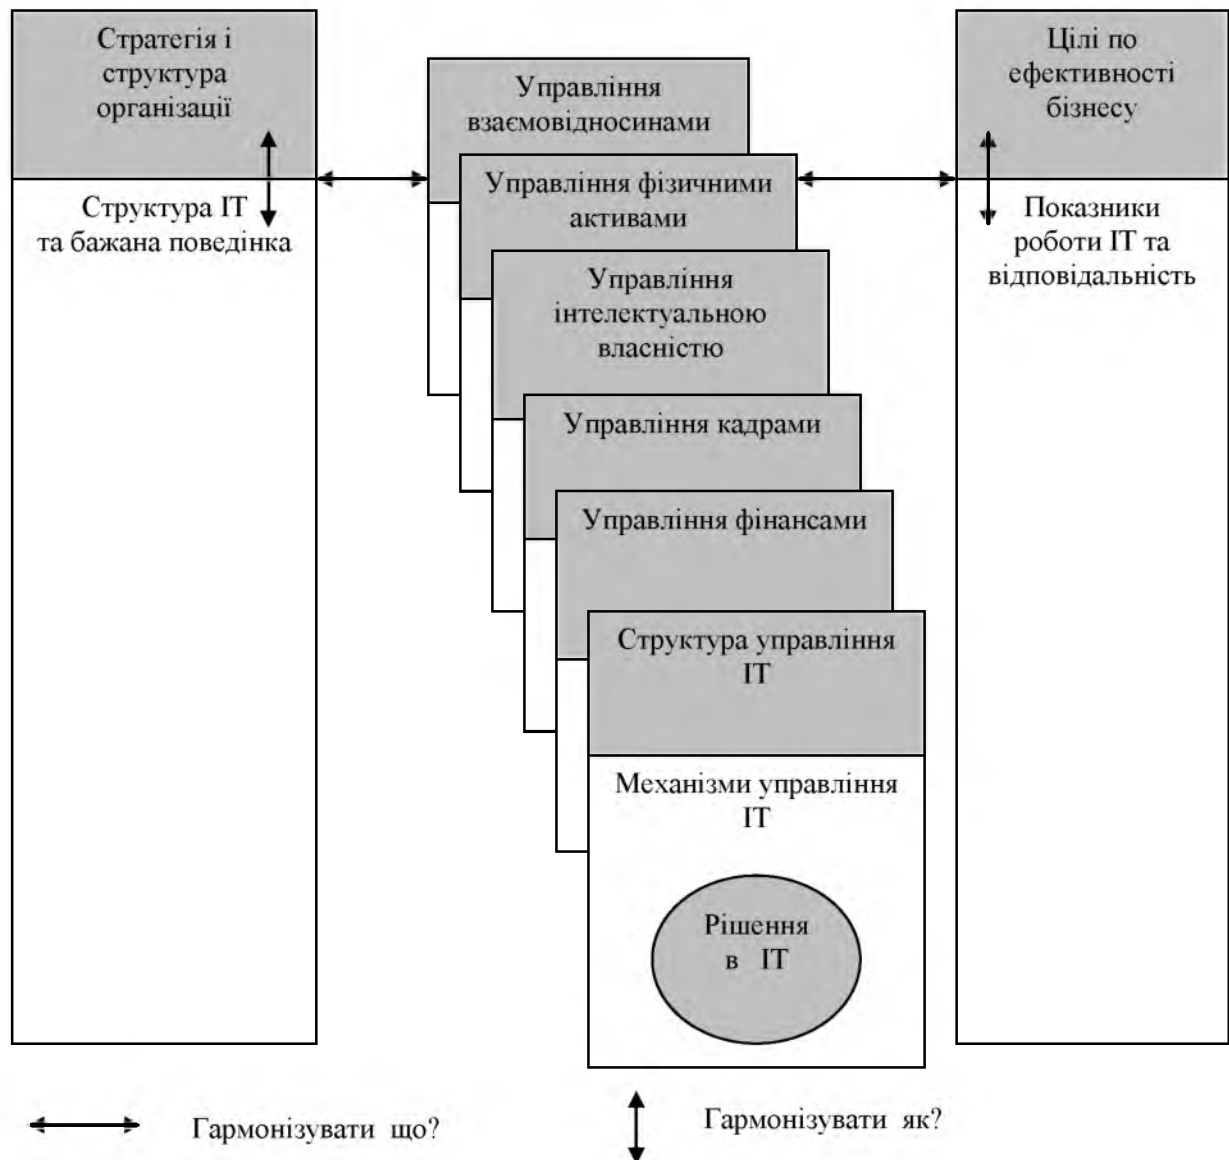 Стратегія і
структура
організації
Структура ІТ
та бажана поведінка
Управління
взаємовідносинами
Управління фізичними
активами
Управління
інтелектуальною
власністю
Управління кадрами
Управління фінансами
Структура управління
ІТ
Механізми управління
ІТ
Рішення
в ІТ
Цілі по
ефективності
бізнесу
Показники
роботи ІТ та
відповідальність
Гармонізувати що?
Гармонізувати як?